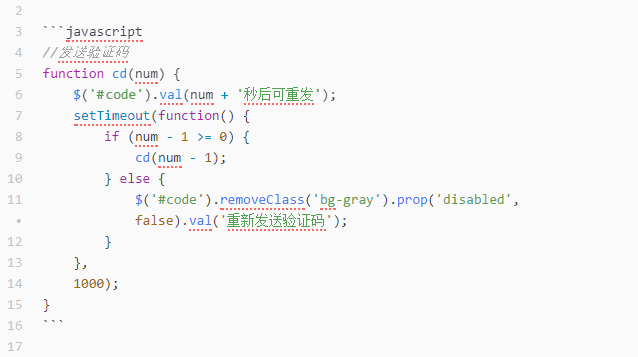 2
3 ```javascript
4 //发送验证码
5 function cd(num) {
6 $('#code').val(num + '秒后可重发');
7 setTimeout(function() {
8 if (num - 1 >= 0) {
9 cd(num - 1);
10 } else {
11 $('#code').removeClass('bg-gray').prop('disabled',
• false).val('重新发送验证码');
12 }
13 },
14 1000);
15 }
16 ```
17